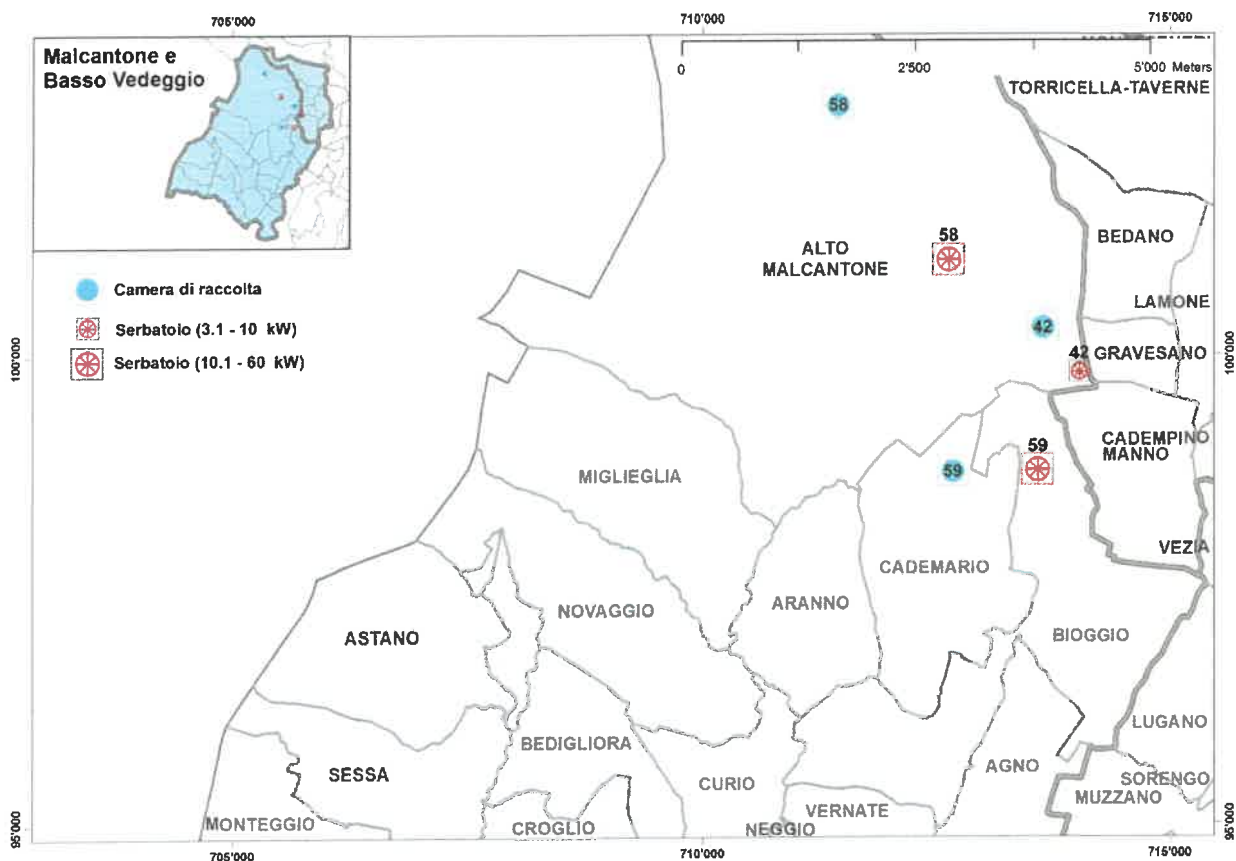 705'000
710'000
715'000
Malcantone e
Basso Vedeggio
0
2'500
5'000 Meters
TORRICELLA-TAVERNE
58
BEDANO
58
ALTO
MALCANTONE
Camera di raccolta
LAMONE
Serbatoio (3.1 - 10 kW)
42
42
GRAVESANO
Serbatoio (10.1 - 60 kW)
100'000
100'000
CADEMPINO
MANNO
59
59
MIGLIEGLIA
VEZIA
CADEMARIO
NOVAGGIO
ARANNO
ASTANO
BIOGGIO
LUGANO
BEDIGLIORA
SESSA
CURIO
AGNO
SORENGO
MUZZANO
MONTEGGIO
CROGLIO
NEGGIO
VERNATE
95'000
95'000
705'000
710'000
715'000